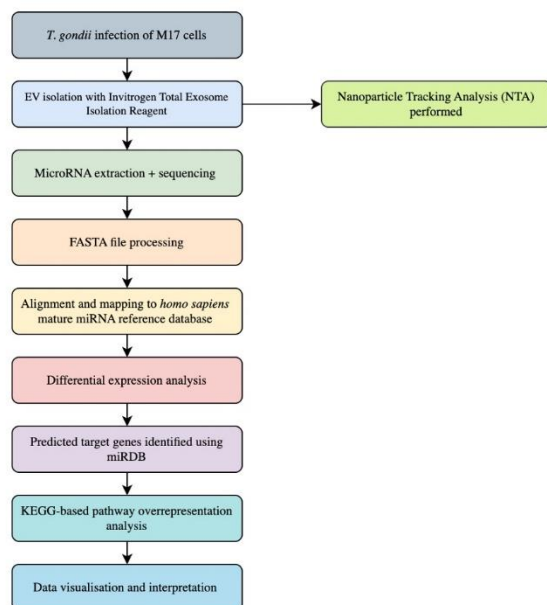 T. gondii infection of M17 cells
EV isolation with Invitrogen Total Exosome
Isolation Reagent
Nanoparticle Tracking Analysis (NTA)
performed
MicroRNA extraction + sequencing
FASTA file processing
Alignment and mapping to homo sapiens
mature miRNA reference database
Differential expression analysis
Predicted target genes identified using
miRDB
KEGG-based pathway overrepresentation
analysis
Data visualisation and interpretation